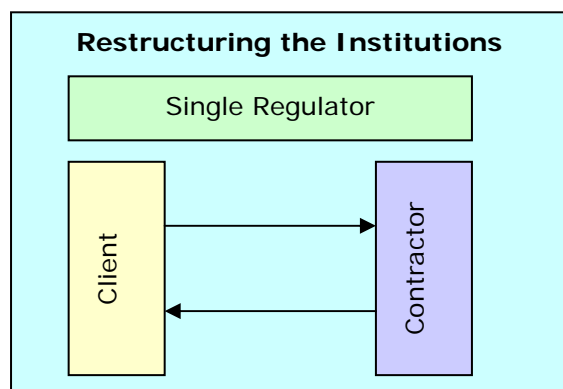 Restructuring the Institutions
Single Regulator
Client
Contractor